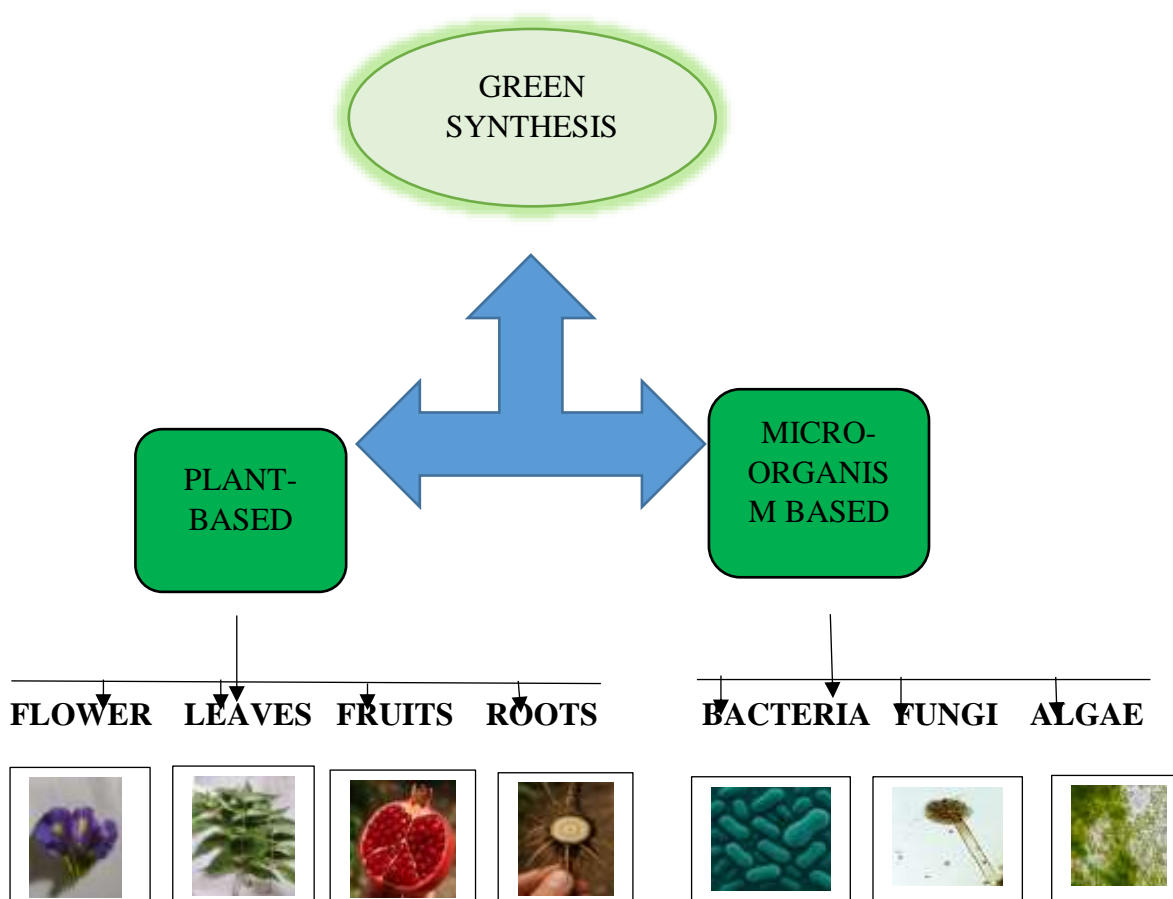 GREEN
SYNTHESIS
PLANT-
BASED
MICRO-
ORGANIS
M BASED
FLOWER LEAVES FRUITS ROOTS
BACTERIA FUNGI ALGAE